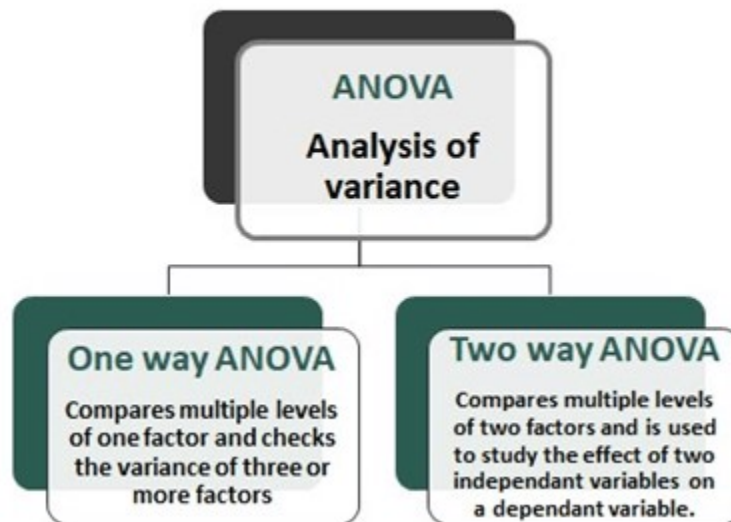 ANOVA
Analysis of
variance
One way ANOVA
Compares multiple levels
of one factor and checks
the variance of three or
more factors
Two way ANOVA
Compares multiple levels
of two factors and is used
to study the effect of two
independant variables on
a dependant variable.